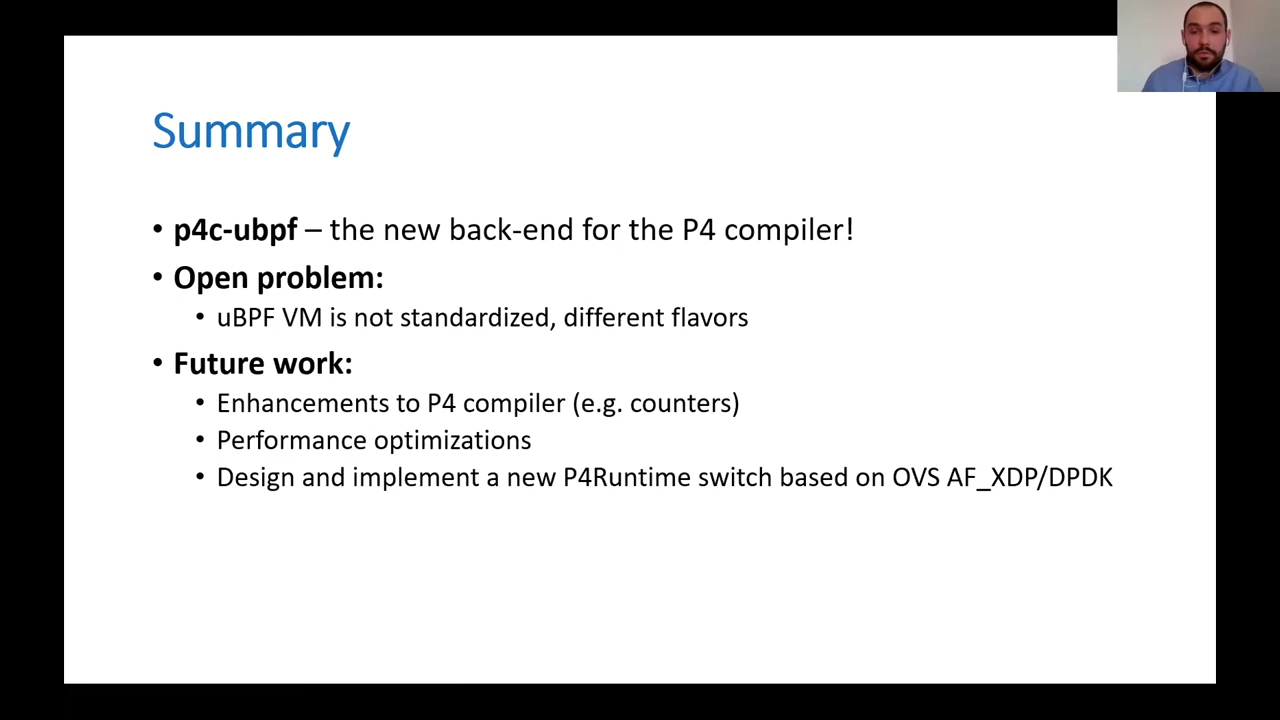 Summary
• p4c-ubpf – the new back-end for the P4 compiler!
• Open problem:
• uBPF VM is not standardized, different flavors
• Future work:
• Enhancements to P4 compiler (e.g. counters)
• Performance optimizations
• Design and implement a new P4Runtime switch based on OVS AF_XDP/DPDK